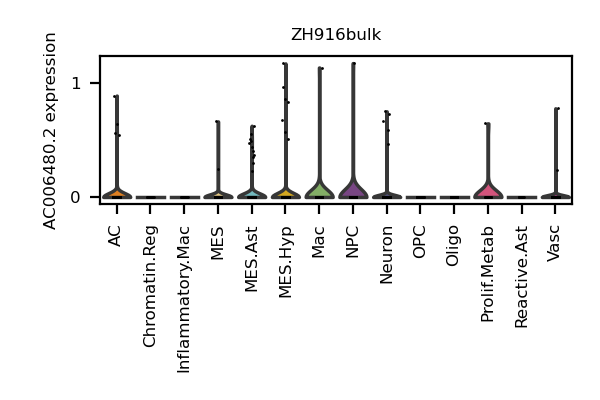 ZH916bulk
AC006480.2 expression
1
0
AC
Chromatin.Reg
Inflammatory.Mac
MES
MES.Ast
MES.Hyp
Mac
NPC
Neuron
OPC
Oligo
Prolif.Metab
Reactive.Ast
Vasc